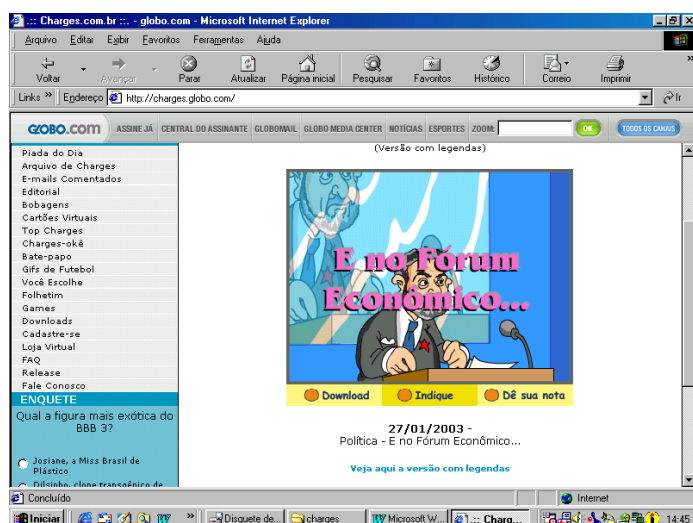 .:: Charges.com.br ::. - globo.com - Microsoft Internet Explorer
Arquivo Editar Exibir Favoritos Ferramentas Ajuda
Voltar Avançar Parar Atualizar Página inicial Pesquisar Favoritos Histórico Correio Imprimir »
Links » Endereço http://charges.globo.com/ Ir
GLOBO.COM ASSINE JÁ CENTRAL DO ASSINANTE GLOBOMAIL GLOBO MEDIA CENTER NOTÍCIAS ESPORTES ZOOM: OK TODOS OS CANAIS
Piada do Dia
Arquivo de Charges
E-mails Comentados
Editorial
Bobagens
Cartões Virtuais
Top Charges
Charges-okê
Bate-papo
Gifs de Futebol
Você Escolhe
Folhetim
Games
Downloads
Cadastre-se
Loja Virtual
FAQ
Release
Fale Conosco
ENQUETE
Qual a figura mais exótica do
BBB 3?
Josiane, a Miss Brasil de
Plástico
Dilsinho, clone transgênico de
(Versão com legendas)
E no Fórum
Econômico...
Download Indique Dê sua nota
27/01/2003 -
Política - E no Fórum Econômico...
Veja aqui a versão com legendas
Concluído Internet
Iniciar » Disquete de... charges Microsoft W... .:: Charg... 14:45